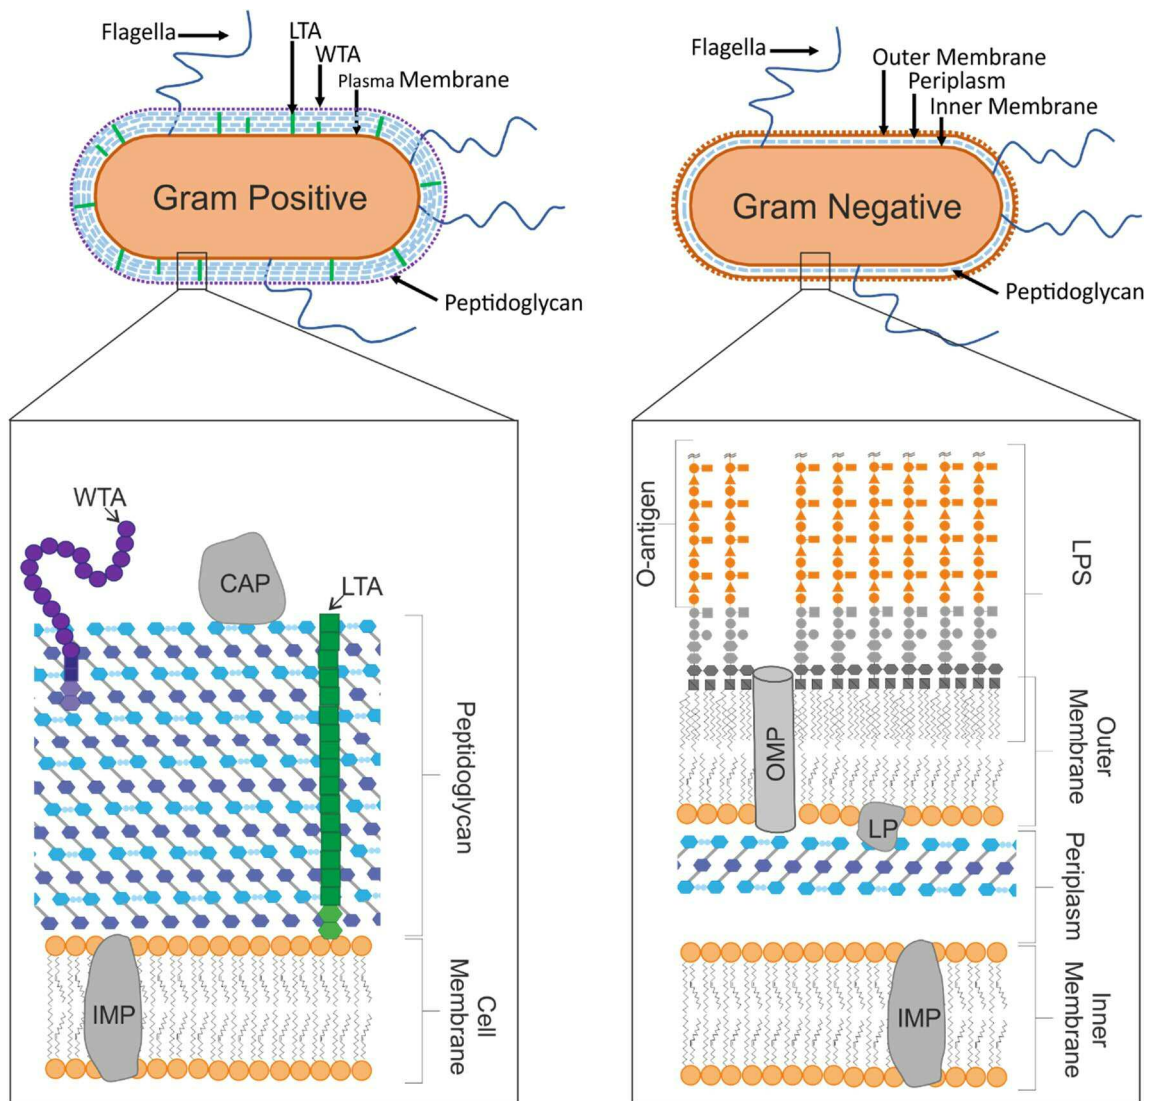 Flagella
LTA
WTA
Plasma Membrane
Gram Positive
Peptidoglycan
Flagella
Outer Membrane
Periplasm
Inner Membrane
Gram Negative
Peptidoglycan
WTA
CAP
LTA
Peptidoglycan
IMP
Cell
Membrane
O-antigen
LPS
OMP
Outer
Membrane
LP
Periplasm
IMP
Inner
Membrane